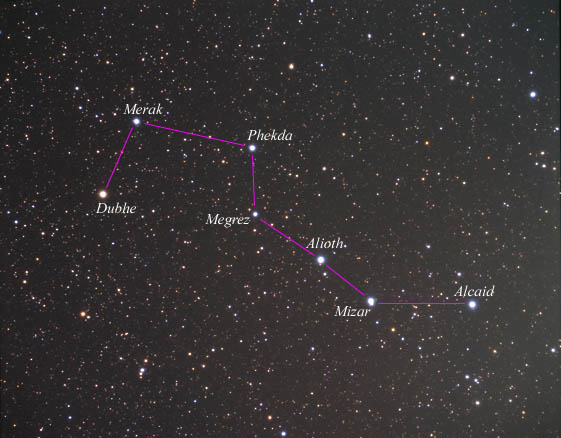 Merak
Phekda
Dubhe
Megrez
Alioth
Alcaid
Mizar